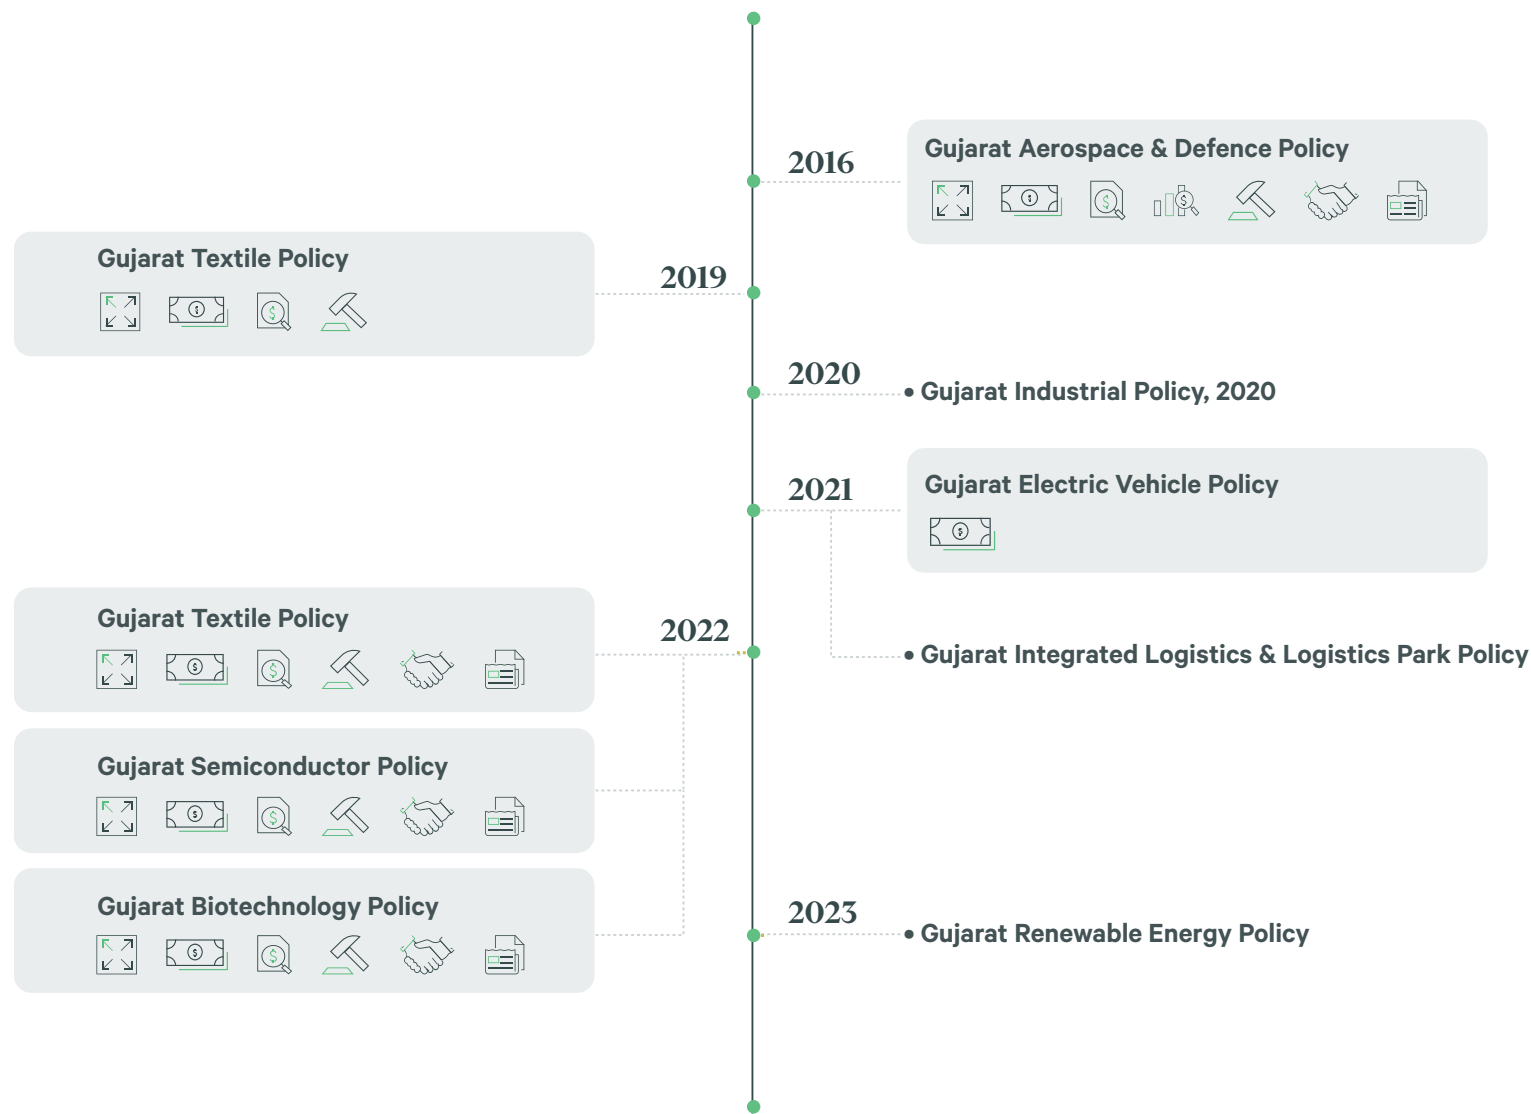 2016
Gujarat Aerospace & Defence Policy
Gujarat Textile Policy
2019
2020
• Gujarat Industrial Policy, 2020
2021
Gujarat Electric Vehicle Policy
• Gujarat Integrated Logistics & Logistics Park Policy
2022
Gujarat Textile Policy
Gujarat Semiconductor Policy
Gujarat Biotechnology Policy
2023
• Gujarat Renewable Energy Policy